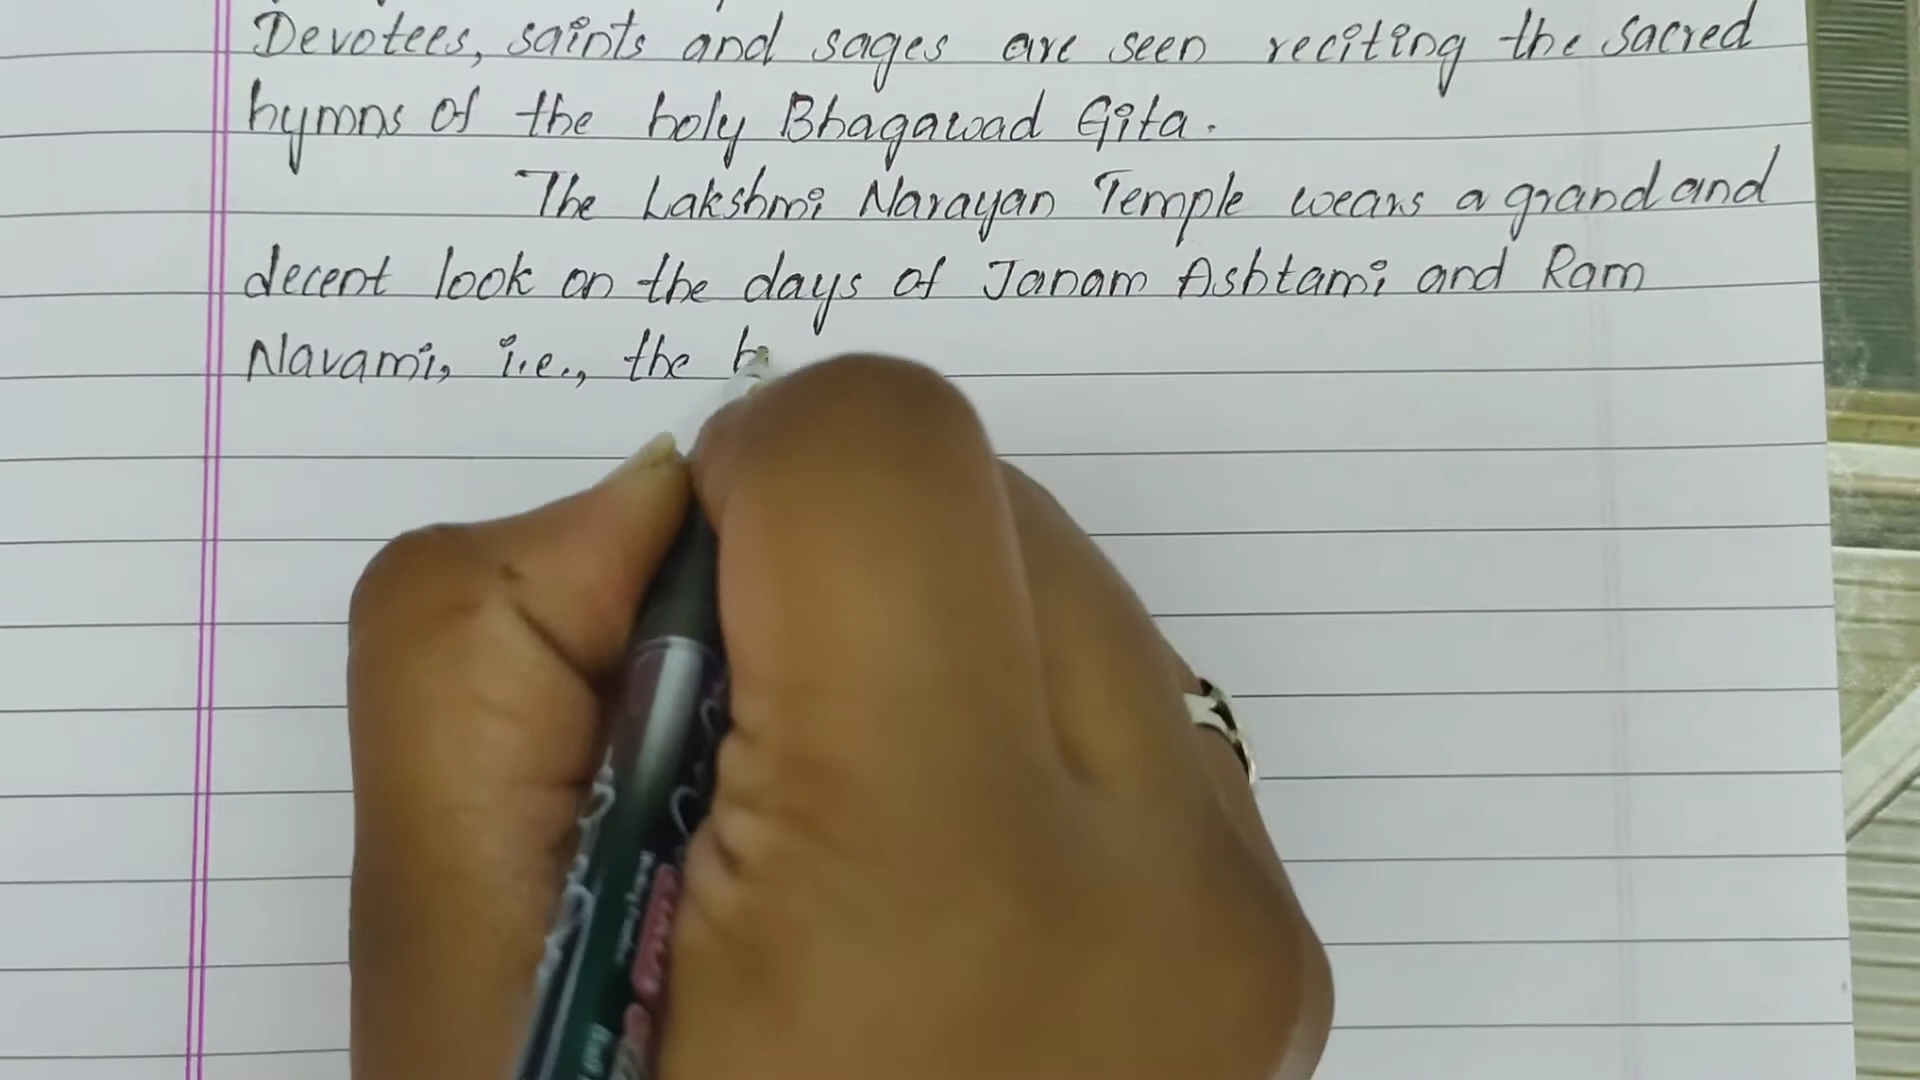 Devotees, saints and sages are seen reciting the sacred
hymns of the holy Bhagawad Gita.
The Lakshmi Narayan Temple wears a grand and
decent look on the days of Janam Ashtami and Ram
Navami, i.e., the